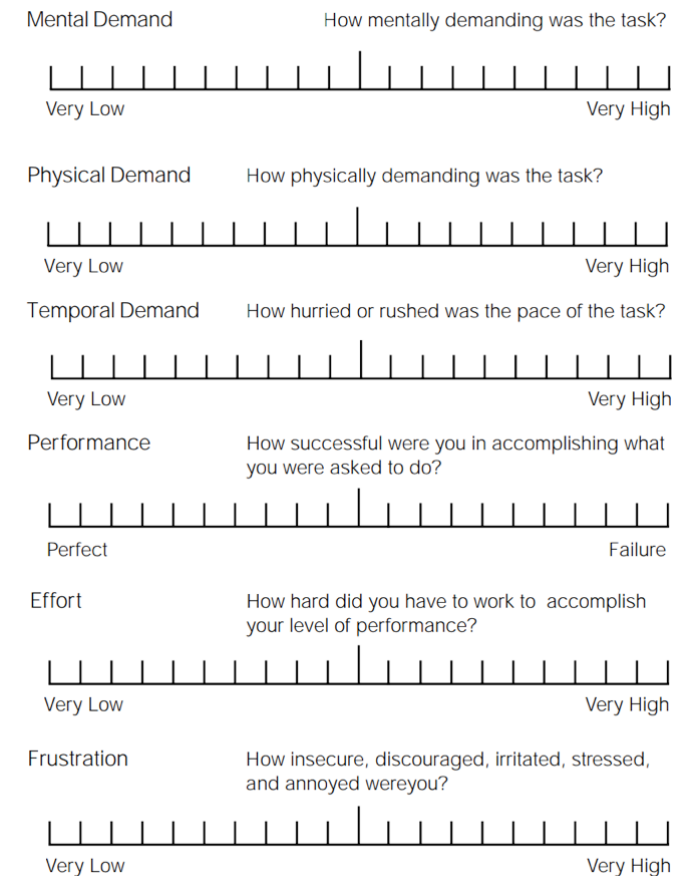 Mental Demand How mentally demanding was the task?
Very Low Very High
Physical Demand How physically demanding was the task?
Very Low Very High
Temporal Demand How hurried or rushed was the pace of the task?
Very Low Very High
Performance How successful were you in accomplishing what
you were asked to do?
Perfect Failure
Effort How hard did you have to work to accomplish
your level of performance?
Very Low Very High
Frustration How insecure, discouraged, irritated, stressed,
and annoyed wereyou?
Very Low Very High